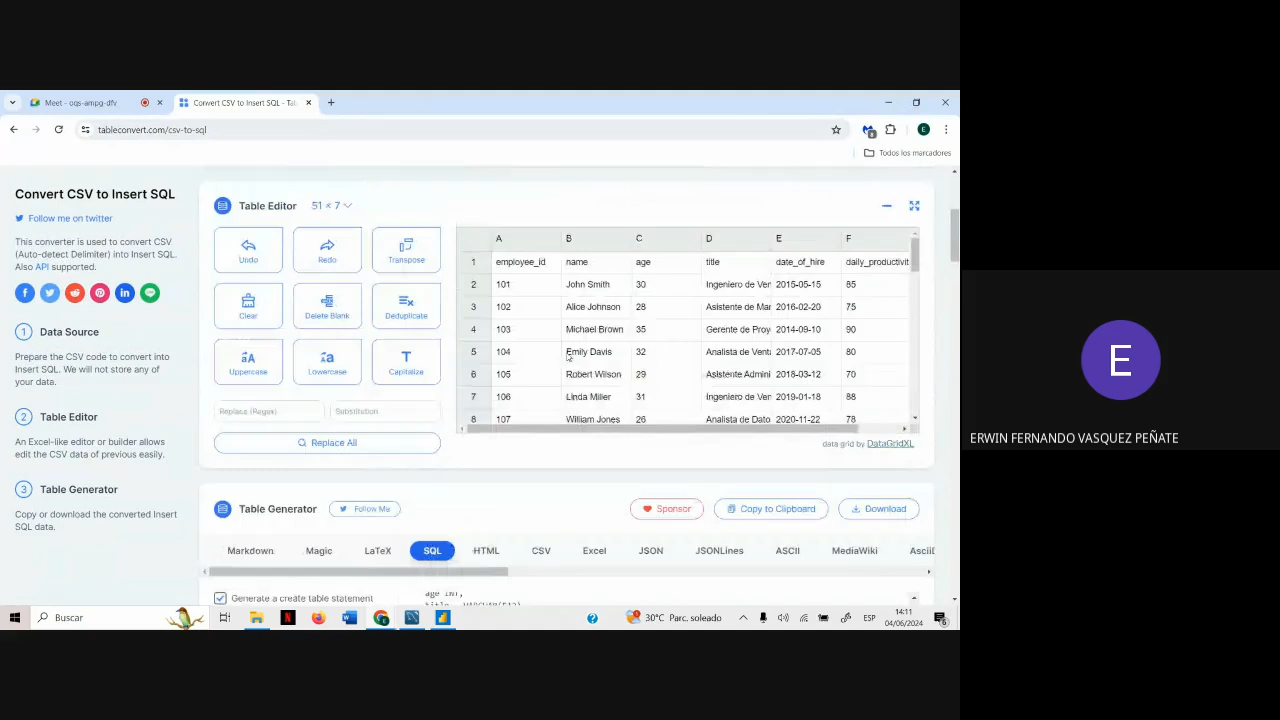 Meet - oqs-ampg-dfv
Convert CSV to Insert SQL - Tab
tableconvert.com/csv-to-sql
E
Todos los marcadores
Convert CSV to Insert SQL
Follow me on twitter
This converter is used to convert CSV
(Auto-detect Delimiter) into Insert SQL.
Also API supported.
1 Data Source
Prepare the CSV code to convert into
Insert SQL. We will not store any of
your data.
2 Table Editor
An Excel-like editor or builder allows
edit the CSV data of previous easily.
3 Table Generator
Copy or download the converted Insert
SQL data.
Table Editor 51 × 7
Undo Redo Transpose
Clear Delete Blank Deduplicate
Uppercase Lowercase Capitalize
Replace (Regex) Substitution
Replace All
A B C D E F
1 employee_id name age title date_of_hire daily_productivit
2 101 John Smith 30 Ingeniero de Ven 2015-05-15 85
3 102 Alice Johnson 28 Asistente de Mar 2016-02-20 75
4 103 Michael Brown 35 Gerente de Proy 2014-09-10 90
5 104 Emily Davis 32 Analista de Venta 2017-07-05 80
6 105 Robert Wilson 29 Asistente Admini 2018-03-12 70
7 106 Linda Miller 31 Ingeniero de Ven 2019-01-18 88
8 107 William Jones 26 Analista de Dato 2020-11-22 78
data grid by DataGridXL
Table Generator Follow Me
Sponsor Copy to Clipboard Download
Markdown Magic LaTeX SQL HTML CSV Excel JSON JSONLines ASCII MediaWiki AsciiD
Generate a create table statement
age INT,
Buscar
30°C Parc. soleado
ESP
14:11
04/06/2024
E
ERWIN FERNANDO VASQUEZ PEÑATE